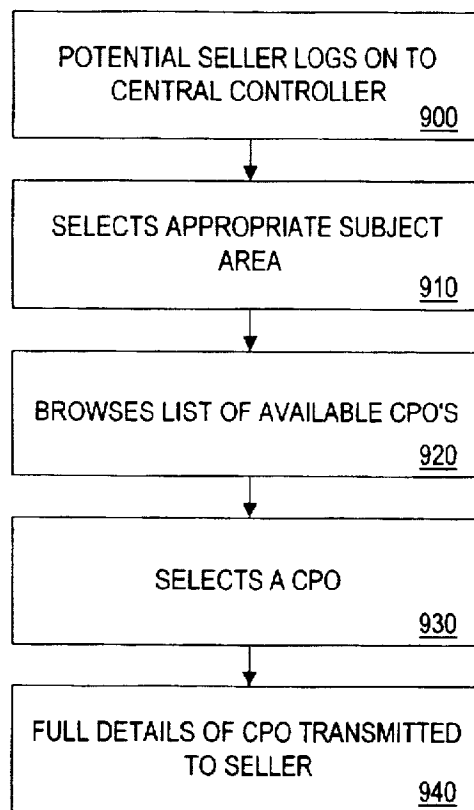 POTENTIAL SELLER LOGS ON TO
CENTRAL CONTROLLER
900
SELECTS APPROPRIATE SUBJECT
AREA
910
BROWSES LIST OF AVAILABLE CPO'S
920
SELECTS A CPO
930
FULL DETAILS OF CPO TRANSMITTED
TO SELLER
940